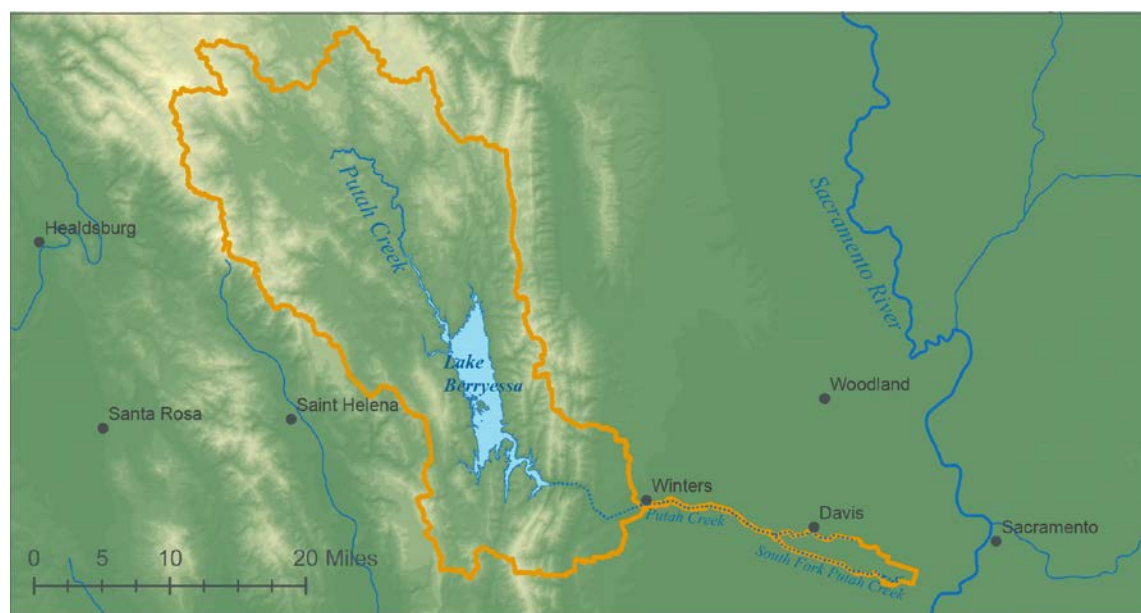 Putah Creek
Sacramento River
Healdsburg
Lake
Berryessa
Woodland
Santa Rosa
Saint Helena
Winters
Putah Creek
Davis
South Fork Putah Creek
Sacramento
0 5 10 20 Miles